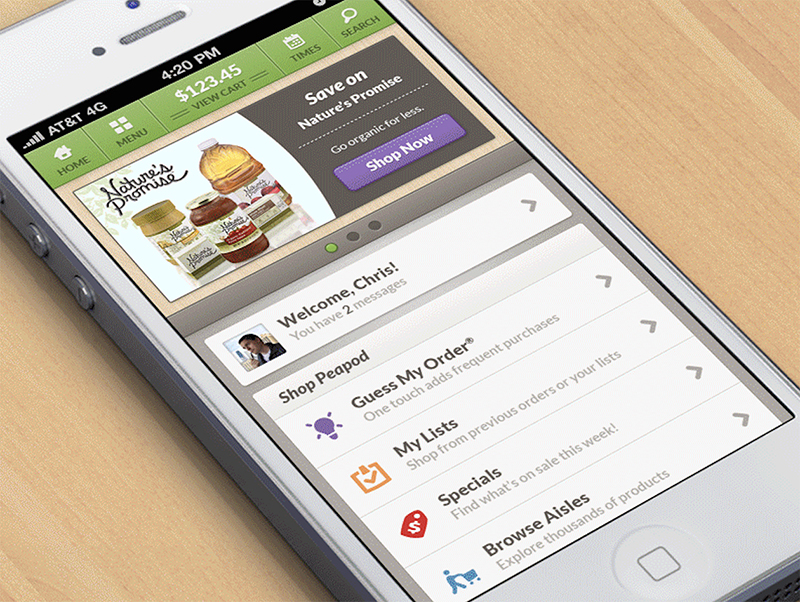 AT&T 4G
4:20 PM
HOME
MENU
$123.45
VIEW CART
TIMES
SEARCH
Nature's
Promise
Save on
Nature's Promise
Go organic for less.
Shop Now
Nature's
Promise
Welcome, Chris!
You have 2 messages
Shop Peapod
Guess My Order®
One touch adds frequent purchases
My Lists
Shop from previous orders or your lists
Specials
Find what's on sale this week!
Browse Aisles
Explore thousands of products